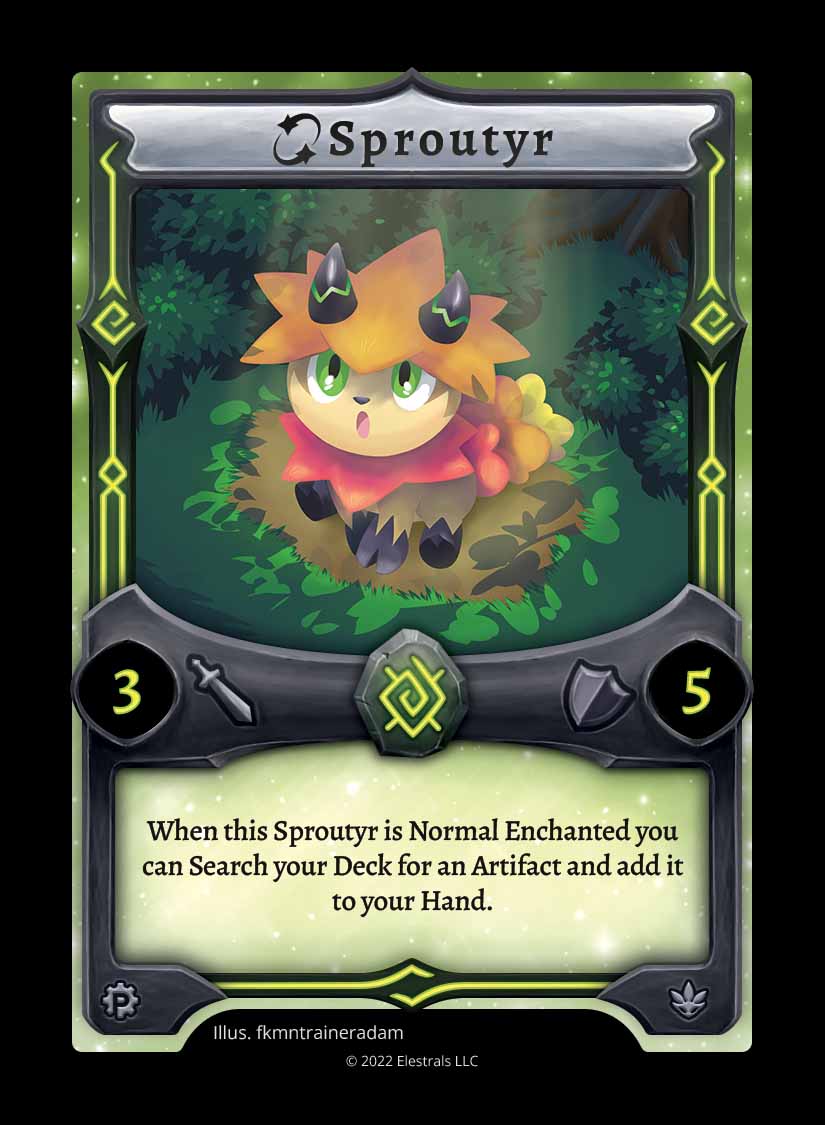 Sproutyr
3
5
When this Sproutyr is Normal Enchanted you
can Search your Deck for an Artifact and add it
to your Hand.
P
Illus. fkmntraineradam
© 2022 Elestrals LLC